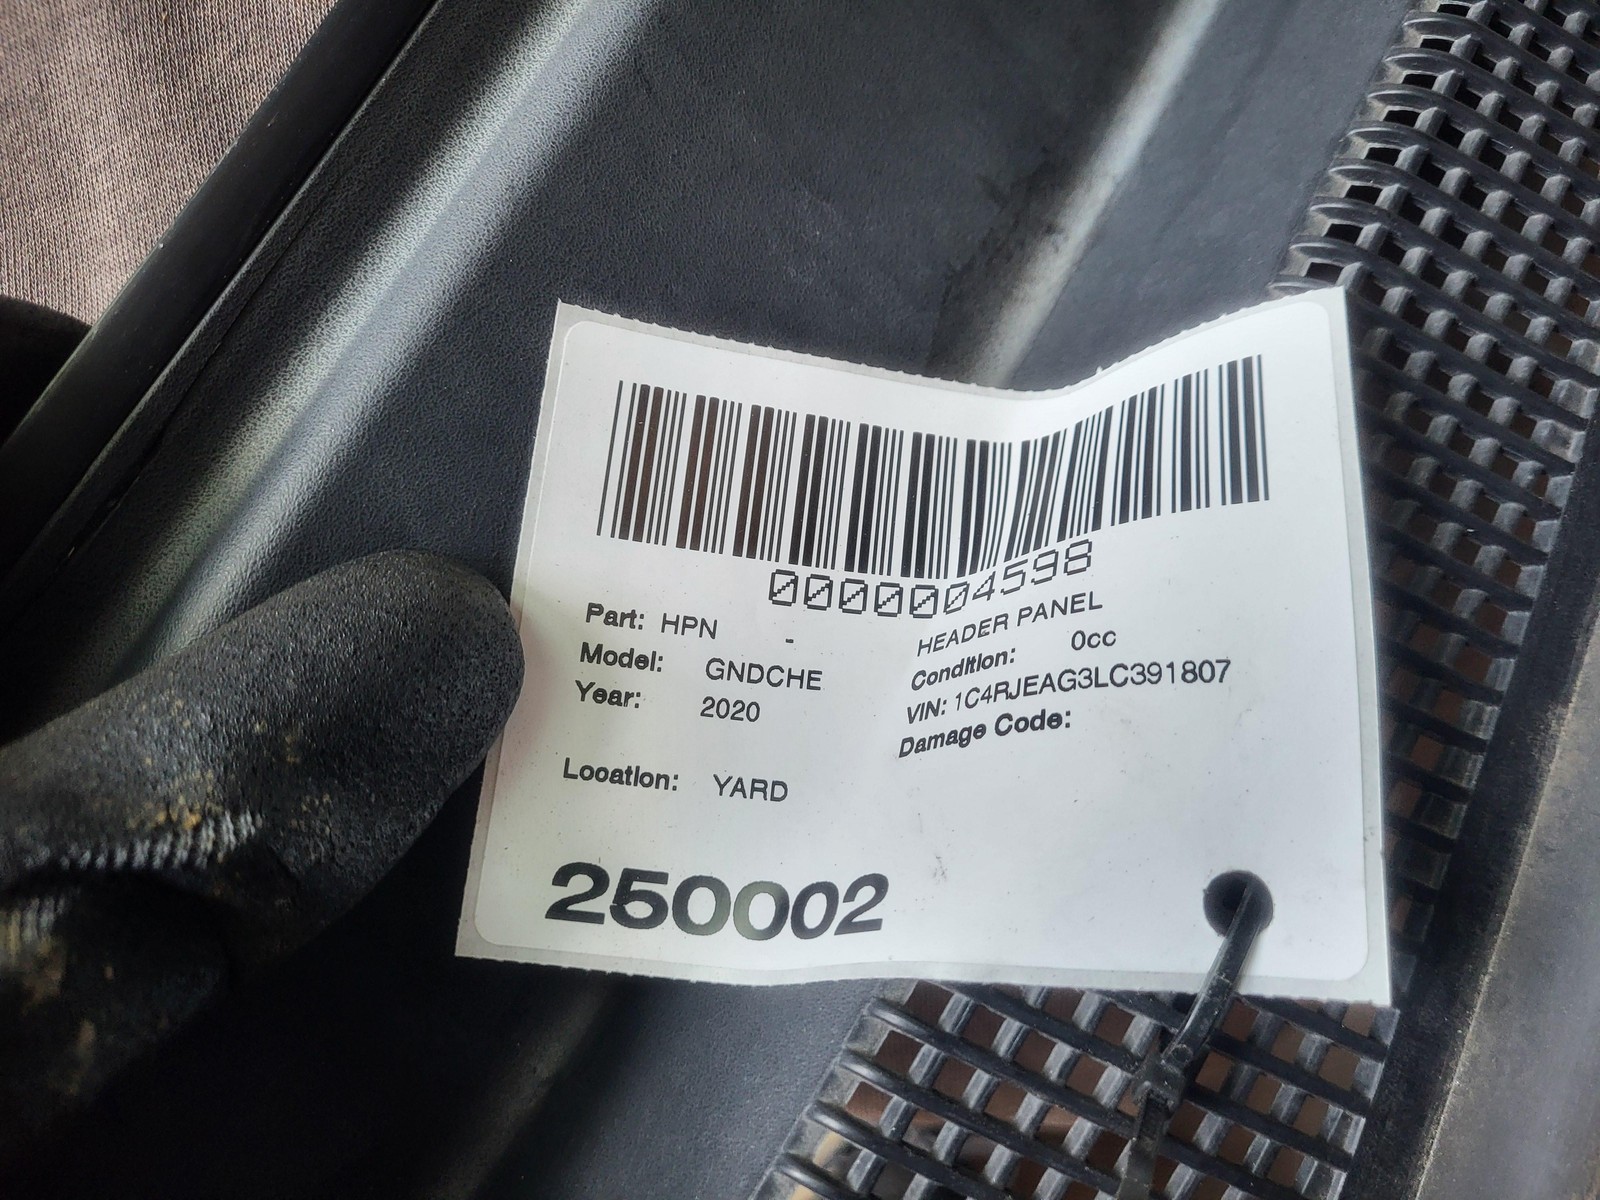 0000004598
Part: HPN - HEADER PANEL
Model: GNDCHE Condition: 0cc
Year: 2020 VIN: 1C4RJEAG3LC391807
Damage Code:
Location: YARD
250002